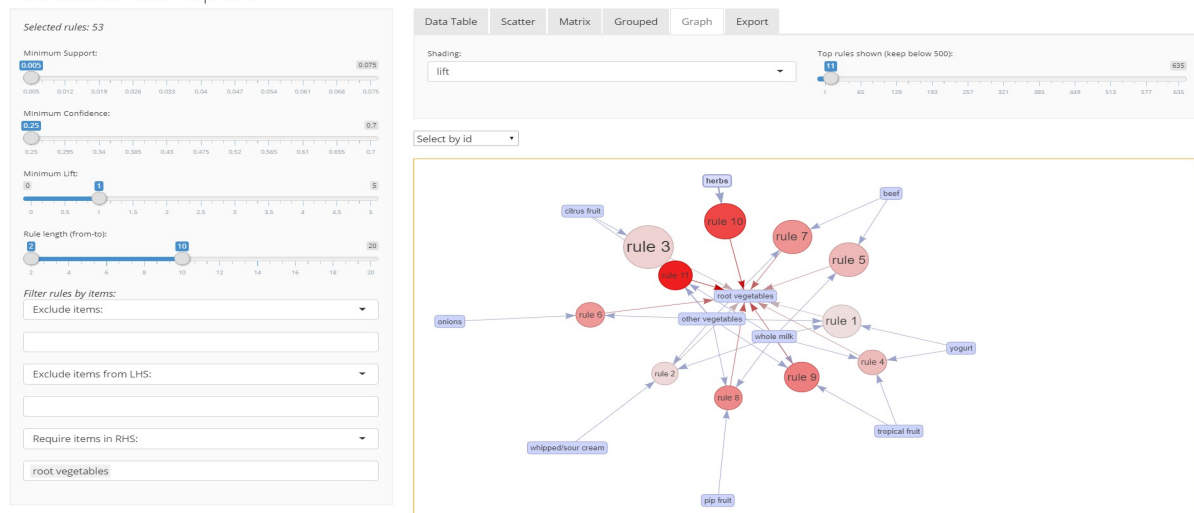 Selected rules: 53
Minimum Support:
0.005 0.075
0.005 0.012 0.019 0.026 0.033 0.04 0.047 0.054 0.061 0.068 0.075
Minimum Confidence:
0.25 0.7
0.25 0.295 0.34 0.385 0.43 0.475 0.52 0.565 0.61 0.655 0.7
Minimum Lift:
0 1 5
0 0.5 1 1.5 2 2.5 3 3.5 4 4.5 5
Rule length (from-to):
2 10 20
2 4 6 8 10 12 14 16 18 20
Filter rules by items:
Exclude items:
Exclude items from LHS:
Require items in RHS:
root vegetables
Data Table Scatter Matrix Grouped Graph Export
Shading:
lift
Top rules shown (keep below 500):
11 635
1 65 129 193 257 321 385 449 513 577 635
Select by id
herbs
beef
citrus fruit
rule 10
rule 7
rule 3
rule 5
rule 11
root vegetables
rule 6
onions
other vegetables
rule 1
whole milk
yogurt
rule 4
rule 2
rule 9
rule 8
tropical fruit
whipped/sour cream
pip fruit